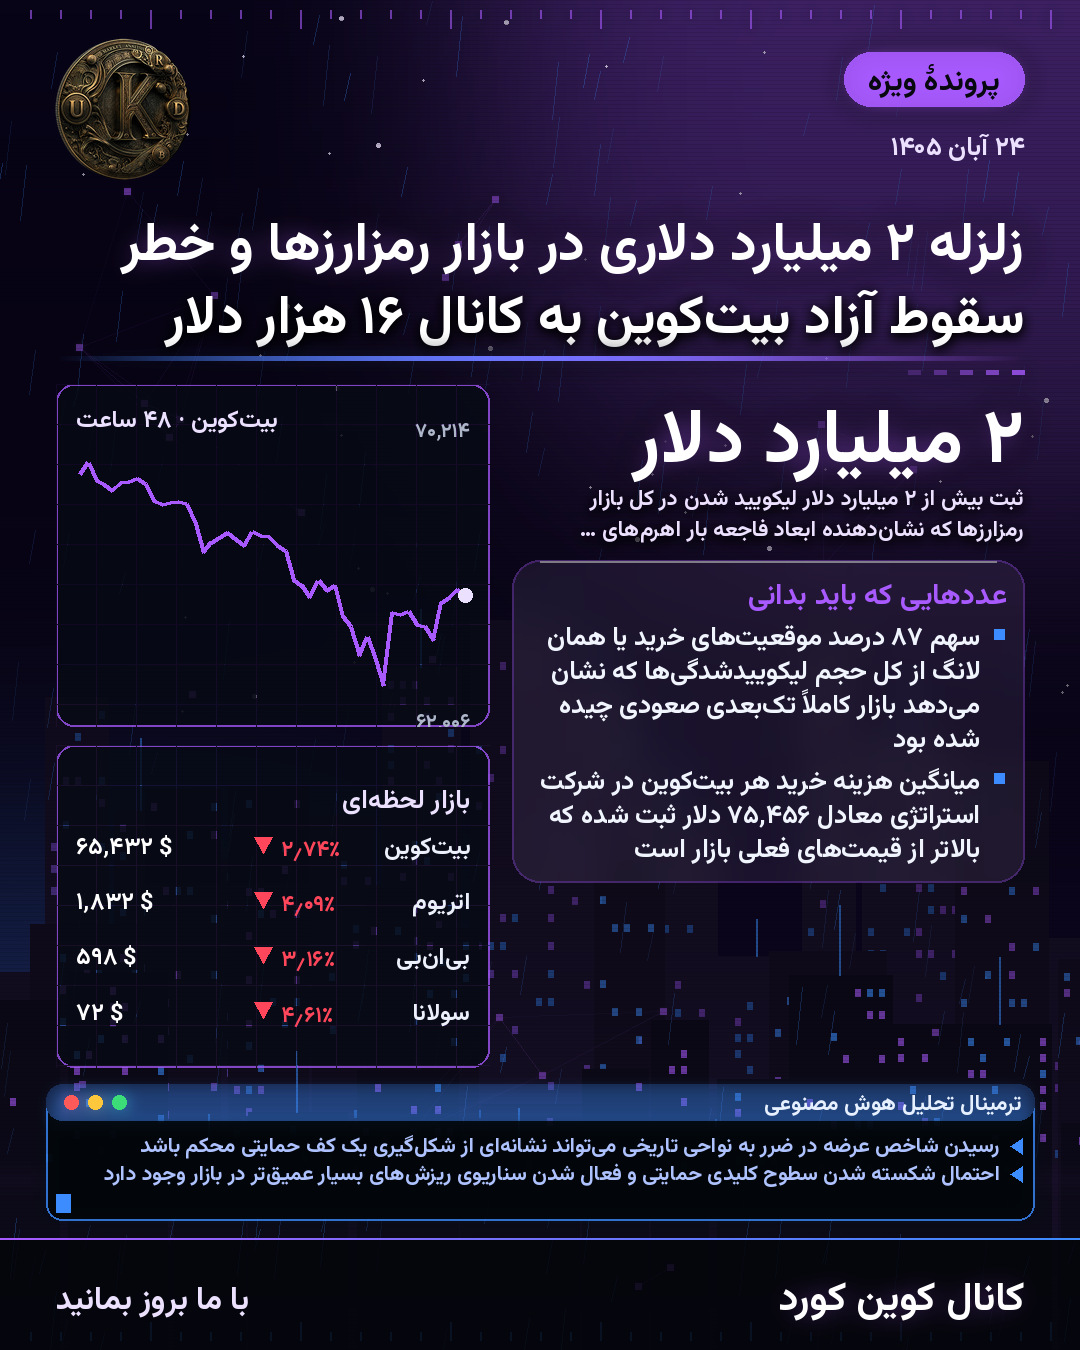 پروندهٔ ویژه
۲۴ آبان ۱۴۰۵
MARKET ANALYSIS
U K R D B
زلزله ۲ میلیارد دلاری در بازار رمزارزها و خطر
سقوط آزاد بیت‌کوین به کانال ۱۶ هزار دلار
۲ میلیارد دلار
ثبت بیش از ۲ میلیارد دلار لیکویید شدن در کل بازار
رمزارزها که نشان‌دهنده ابعاد فاجعه بار اهرم‌های ...
عددهایی که باید بدانی
سهم ۸۷ درصد موقعیت‌های خرید یا همان
لانگ از کل حجم لیکوییدشدگی‌ها که نشان
می‌دهد بازار کاملاً تک‌بعدی صعودی چیده
شده بود
میانگین هزینه خرید هر بیت‌کوین در شرکت
استراتژی معادل ۷۵,۴۵۶ دلار ثبت شده که
بالاتر از قیمت‌های فعلی بازار است
بیت‌کوین · ۴۸ ساعت
۷۰,۲۱۴
۶۲,۰۰۶
بازار لحظه‌ای
بیت‌کوین ▼ ۲٫۷۴٪ ۶۵,۴۳۲ $
اتریوم ▼ ۴٫۰۹٪ ۱,۸۳۲ $
بی‌ان‌بی ▼ ۳٫۱۶٪ ۵۹۸ $
سولانا ▼ ۴٫۶۱٪ ۷۲ $
ترمینال تحلیل هوش مصنوعی
رسیدن شاخص عرضه در ضرر به نواحی تاریخی می‌تواند نشانه‌ای از شکل‌گیری یک کف حمایتی محکم باشد
احتمال شکسته شدن سطوح کلیدی حمایتی و فعال شدن سناریوی ریزش‌های بسیار عمیق‌تر در بازار وجود دارد
کانال کوین کورد
با ما بروز بمانید